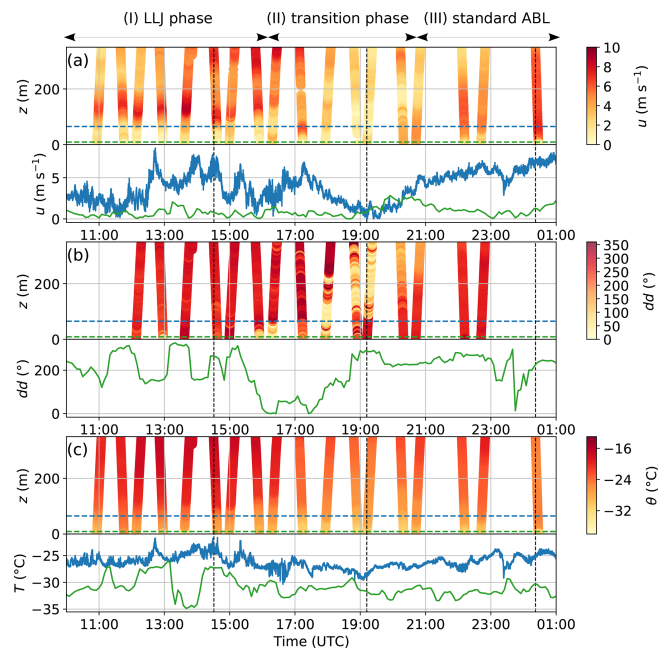 (I) LLJ phase (II) transition phase (III) standard ABL
(a)
200
0
z (m)
10
8
6
4
2
0
u (m s⁻¹)
5
0
u (m s⁻¹)
11:00 13:00 15:00 17:00 19:00 21:00 23:00 01:00
(b)
200
0
z (m)
350
300
250
200
150
100
50
0
dd (°)
200
0
dd (°)
11:00 13:00 15:00 17:00 19:00 21:00 23:00 01:00
(c)
200
0
z (m)
−16
−24
−32
θ (°C)
−25
−30
−35
T (°C)
11:00 13:00 15:00 17:00 19:00 21:00 23:00 01:00
Time (UTC)